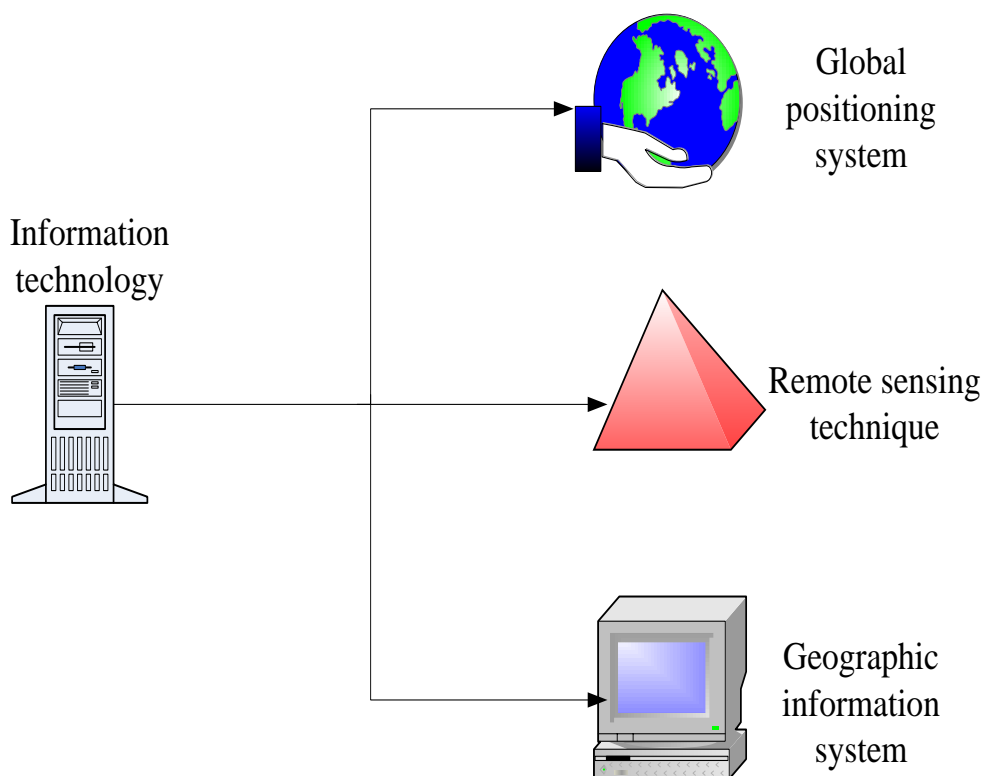 Global
positioning
system
Information
technology
Remote sensing
technique
Geographic
information
system